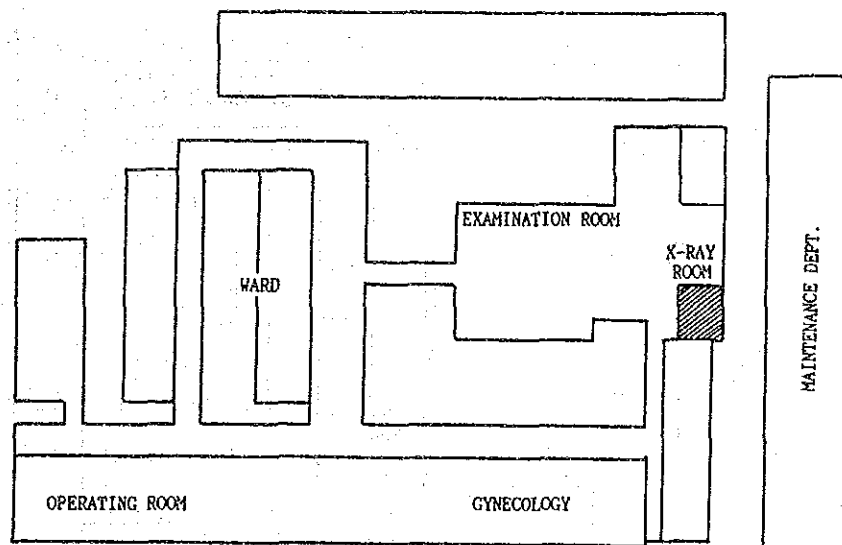 EXAMINATION ROOM
X-RAY
ROOM
WARD
MAINTENANCE DEPT.
OPERATING ROOM
GYNECOLOGY